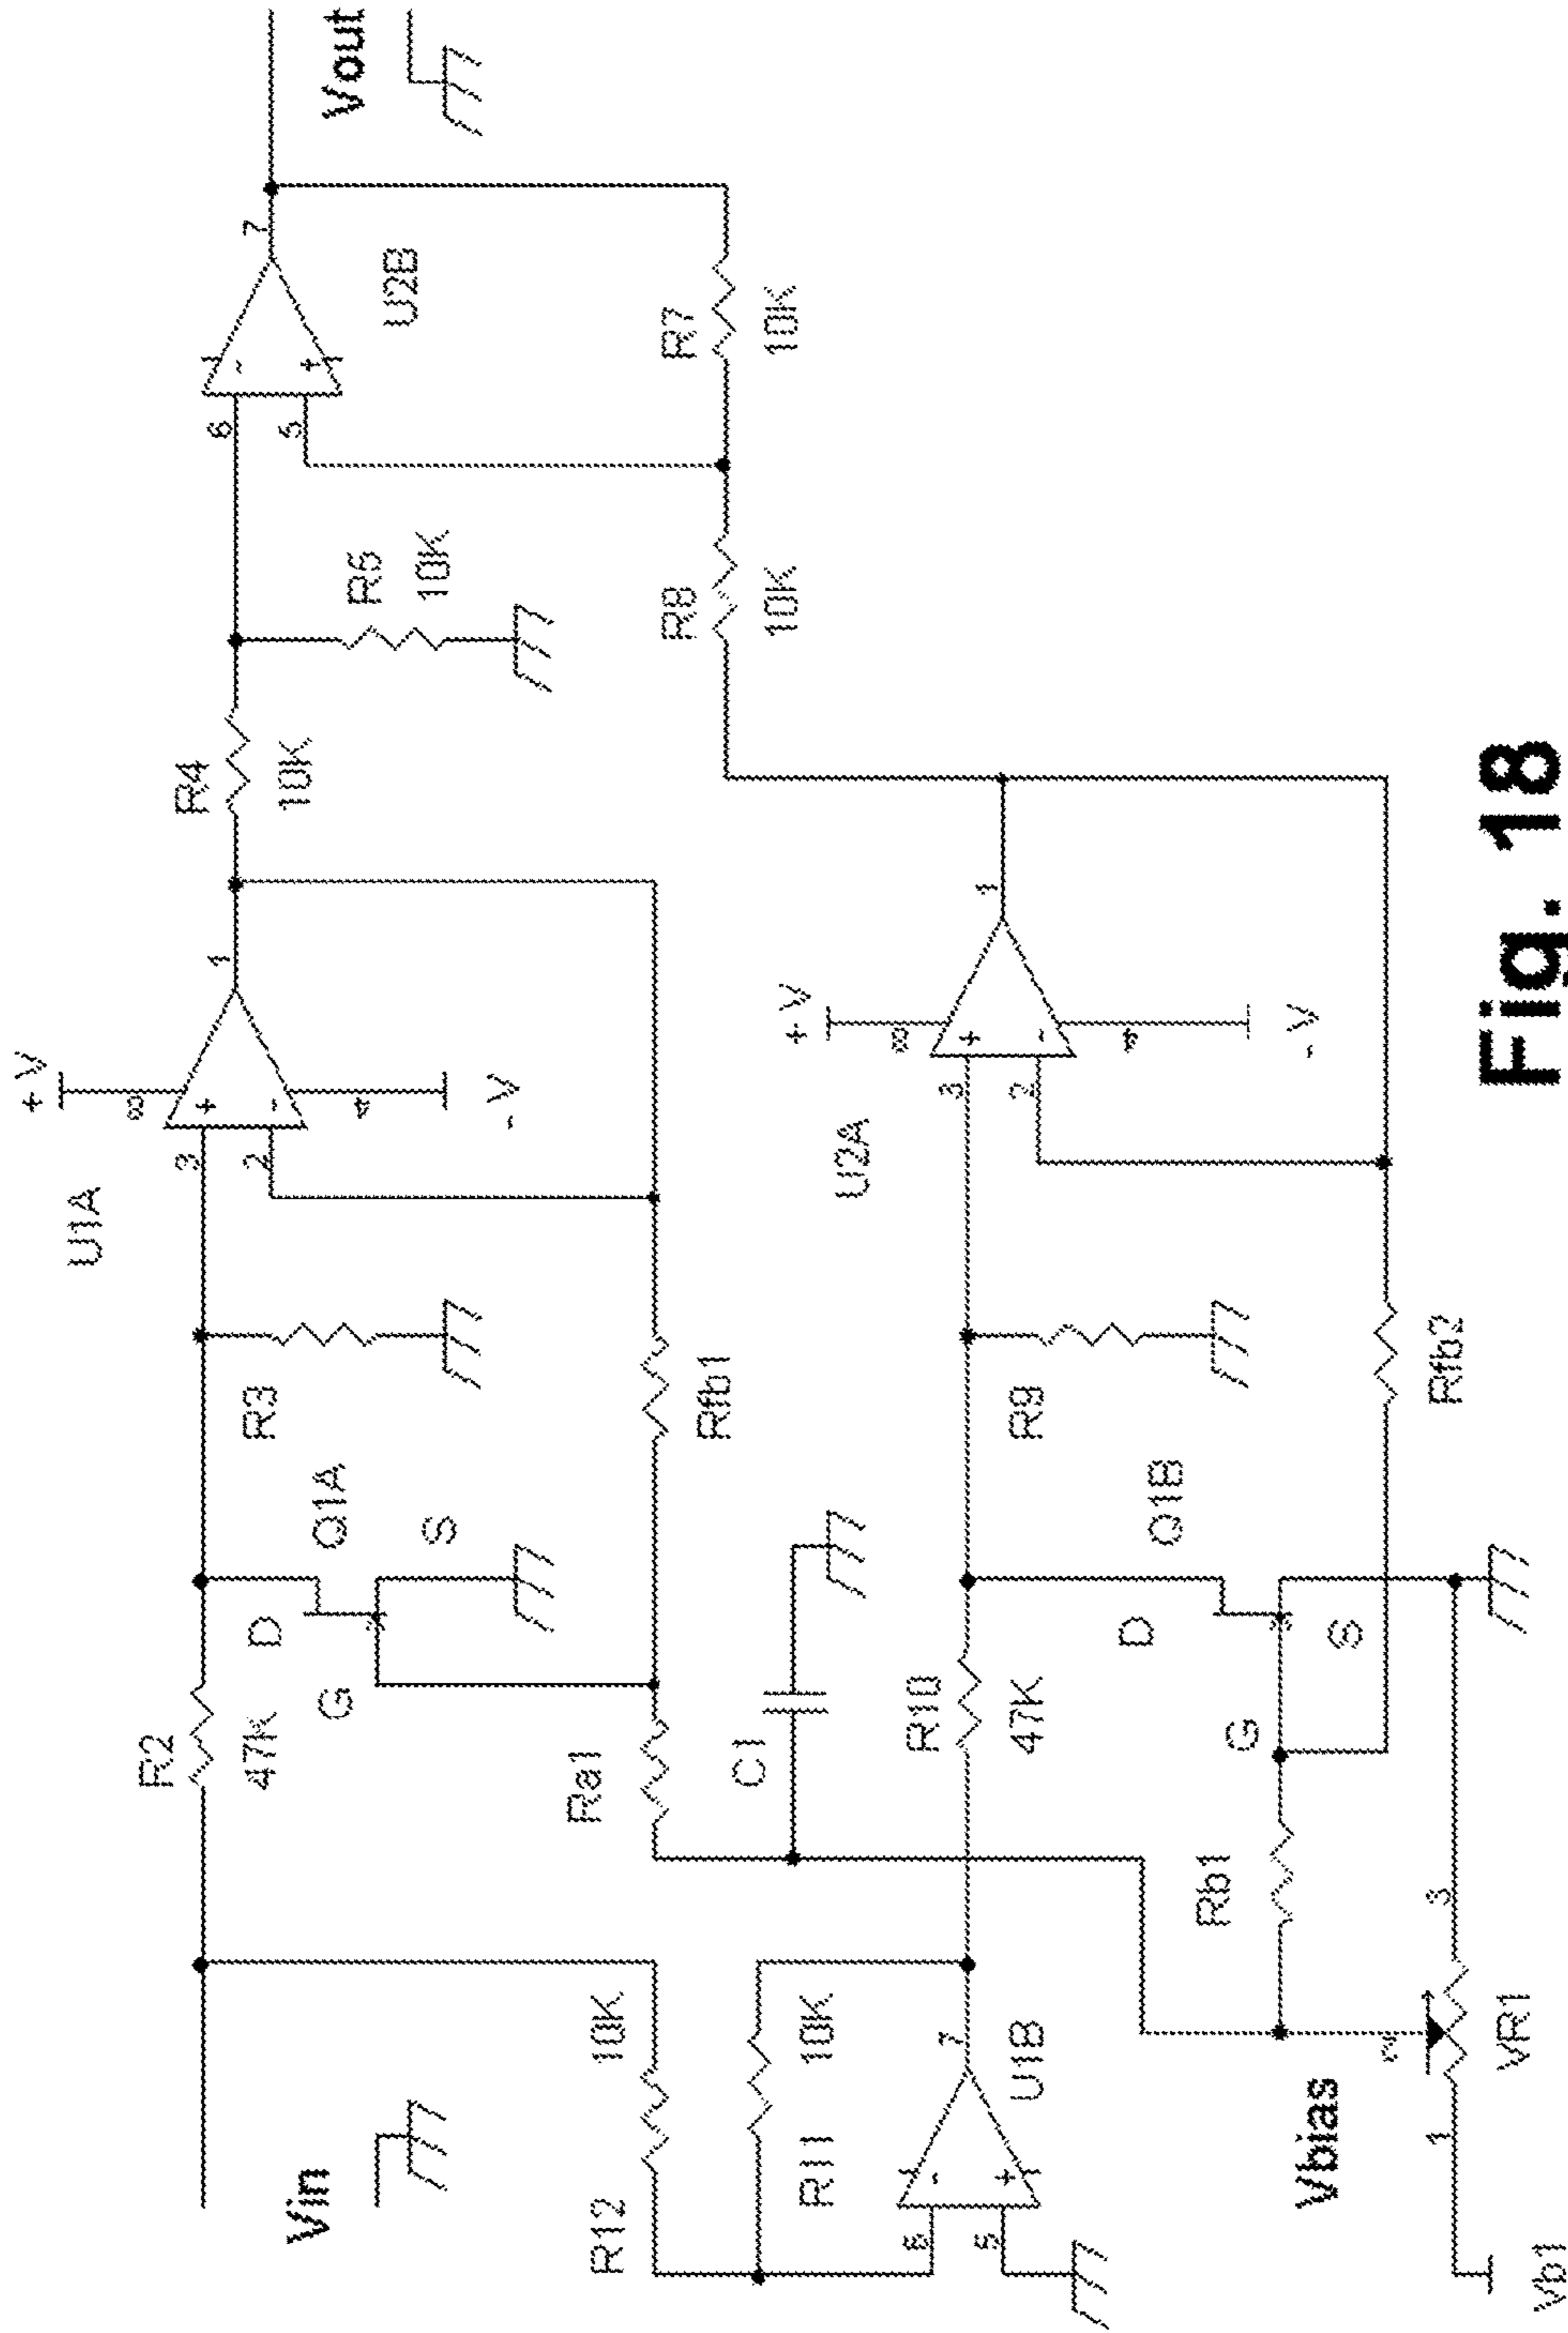 +V
U1A
3
8
+
2
-
4
1
-V
R2
47K
D
Q1A
G
S
R3
R4
10K
R5
10K
6
-
5
+
7
U2B
Vout
Vin
Ra1
Rfb1
R8
10K
R7
10K
R12
10K
R11
10K
C1
+V
U2A
3
8
+
2
-
4
1
-V
6
-
5
+
7
U1B
R10
47K
R9
D
Q1B
G
S
Rb1
Rfb2
Vbias
2
1
3
VR1
Vb1
Fig. 18